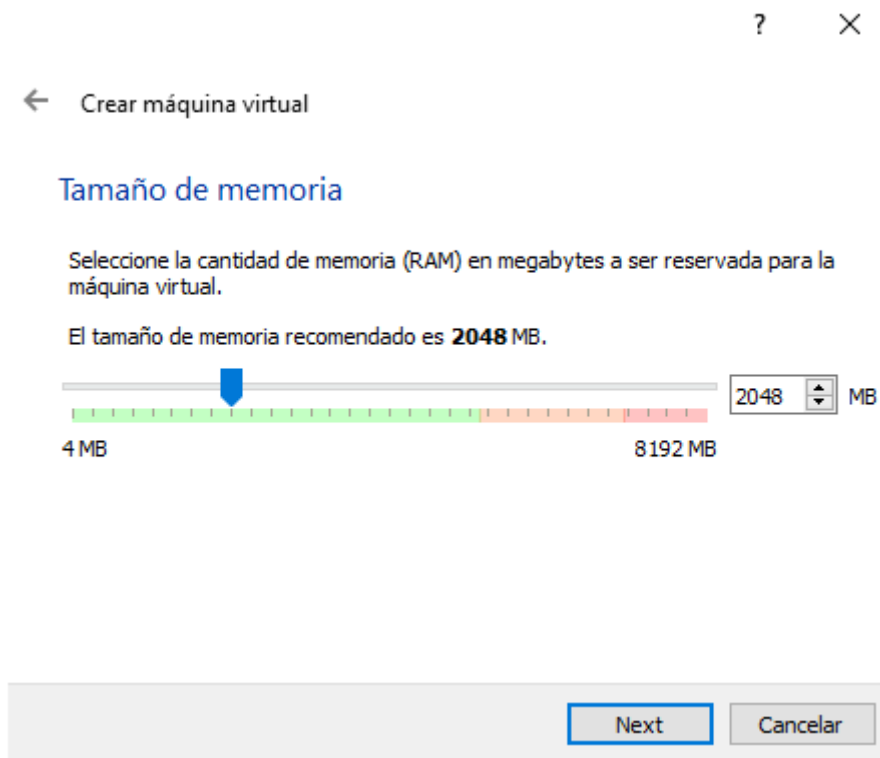 ?
Crear máquina virtual
Tamaño de memoria
Seleccione la cantidad de memoria (RAM) en megabytes a ser reservada para la
máquina virtual.
El tamaño de memoria recomendado es 2048 MB.
2048 MB
4 MB 8192 MB
Next Cancelar